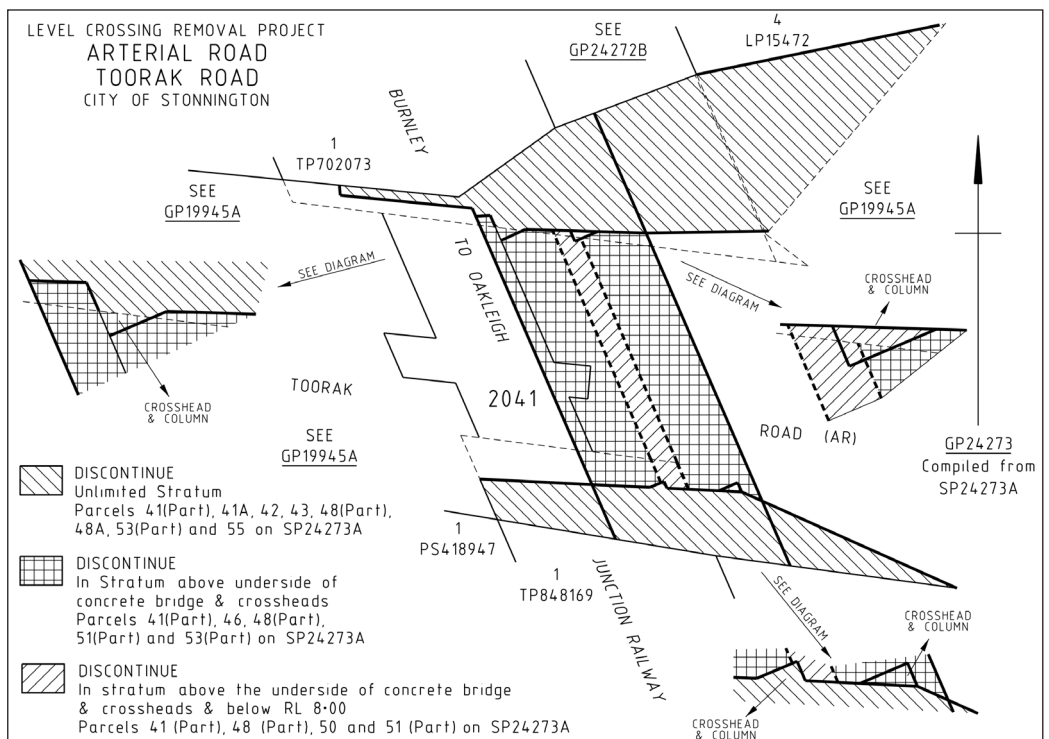 LEVEL CROSSING REMOVAL PROJECT
ARTERIAL ROAD
TOORAK ROAD
CITY OF STONNINGTON
SEE
GP24272B
4
LP15472
BURNLEY
1
TP702073
SEE
GP19945A
SEE
GP19945A
TO OAKLEIGH
SEE DIAGRAM
SEE DIAGRAM
CROSSHEAD
& COLUMN
CROSSHEAD
& COLUMN
TOORAK
2041
ROAD (AR)
SEE
GP19945A
GP24273
Compiled from
SP24273A
DISCONTINUE
Unlimited Stratum
Parcels 41(Part), 41A, 42, 43, 48(Part),
48A, 53(Part) and 55 on SP24273A
1
PS418947
1
TP848169
JUNCTION RAILWAY
SEE DIAGRAM
DISCONTINUE
In Stratum above underside of
concrete bridge & crossheads
Parcels 41(Part), 46, 48(Part),
51(Part) and 53(Part) on SP24273A
CROSSHEAD
& COLUMN
DISCONTINUE
In stratum above the underside of concrete bridge
& crossheads & below RL 8·00
Parcels 41 (Part), 48 (Part), 50 and 51 (Part) on SP24273A
CROSSHEAD
& COLUMN